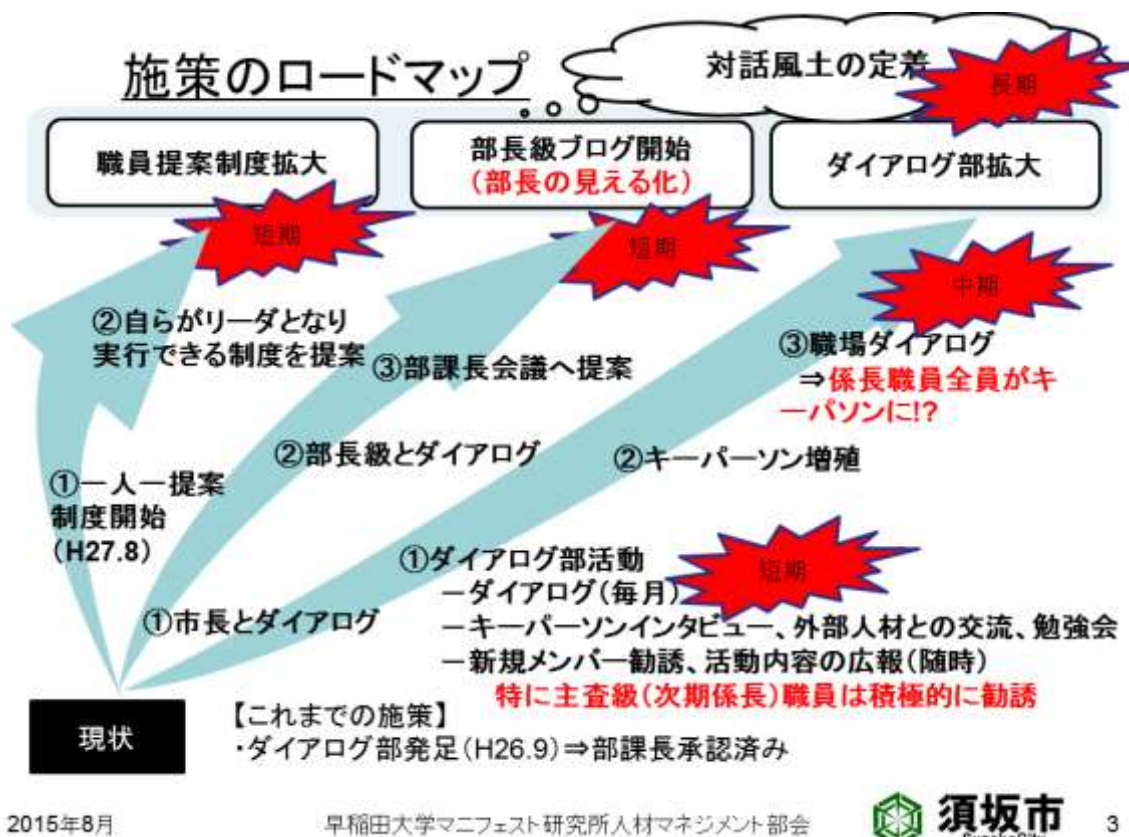 施策のロードマップ
対話風土の定着
長期
職員提案制度拡大
部長級ブログ開始
(部長の見える化)
ダイアログ部拡大
短期
短期
中期
②自らがリーダとなり
実行できる制度を提案
③部課長会議へ提案
③職場ダイアログ
⇒係長職員全員がキ
ーパソンに!?
②部長級とダイアログ
②キーパーソン増殖
①一人一提案
制度開始
(H27.8)
①ダイアログ部活動
短期
－ダイアログ(毎月)
①市長とダイアログ
－キーパーソンインタビュー、外部人材との交流、勉強会
－新規メンバー勧誘、活動内容の広報(随時)
特に主査級(次期係長)職員は積極的に勧誘
現状
【これまでの施策】
・ダイアログ部発足(H26.9)⇒部課長承認済み
2015年8月
早稲田大学マニフェスト研究所人材マネジメント部会
須坂市
SuzakaCity
3